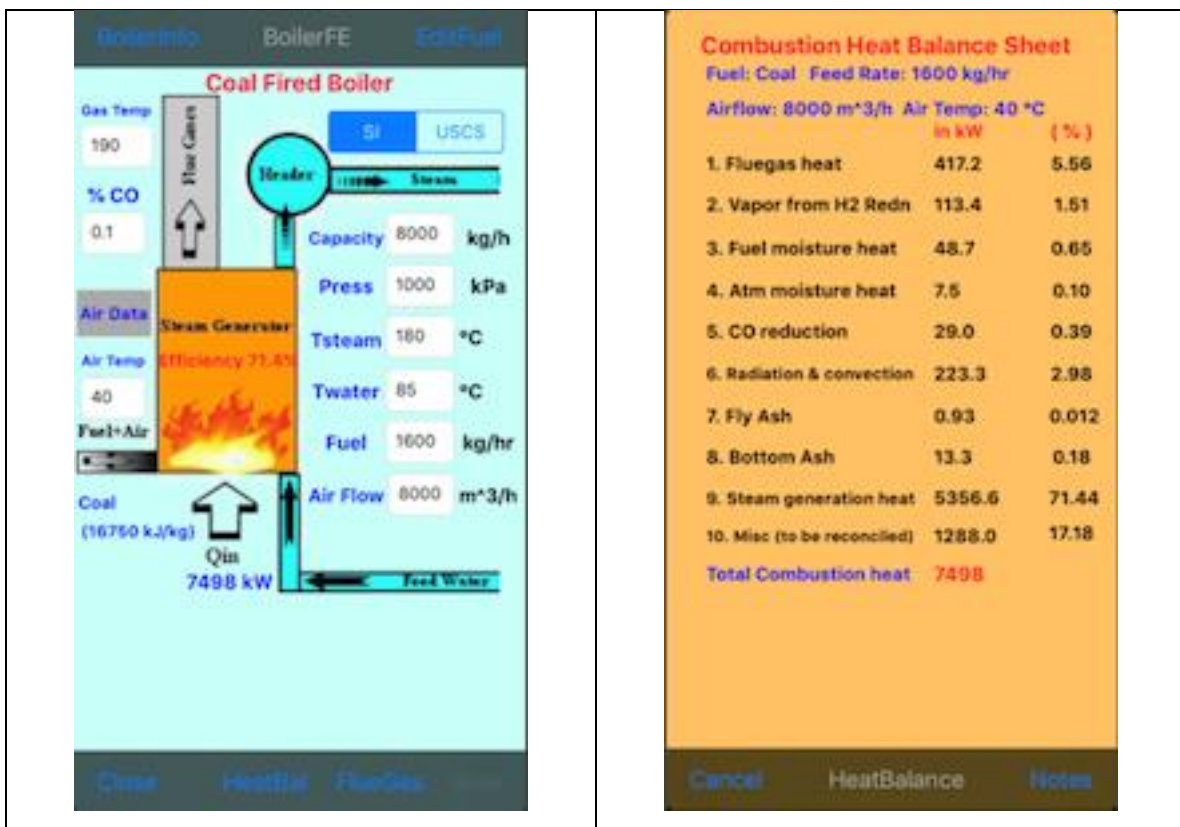 BoilerInfo BoilerFE EditFuel
Coal Fired Boiler
Gas Temp
190
Flue Gases
SI USCS
Header
Steam
% CO
0.1
Capacity 8000 kg/h
Press 1000 kPa
Air Data
Steam Generator
Efficiency 71.4%
Tsteam 180 °C
Air Temp
40
Twater 85 °C
Fuel+Air
Fuel 1600 kg/hr
Air Flow 8000 m^3/h
Coal
(16750 kJ/kg)
Qin
7498 kW
Feed Water
Close HeatBal FlueGas
Combustion Heat Balance Sheet
Fuel: Coal Feed Rate: 1600 kg/hr
Airflow: 8000 m^3/h Air Temp: 40 °C
in kW (%)
1. Fluegas heat 417.2 5.56
2. Vapor from H2 Redn 113.4 1.51
3. Fuel moisture heat 48.7 0.65
4. Atm moisture heat 7.5 0.10
5. CO reduction 29.0 0.39
6. Radiation & convection 223.3 2.98
7. Fly Ash 0.93 0.012
8. Bottom Ash 13.3 0.18
9. Steam generation heat 5356.6 71.44
10. Misc (to be reconciled) 1288.0 17.18
Total Combustion heat 7498
Cancel HeatBalance Notes